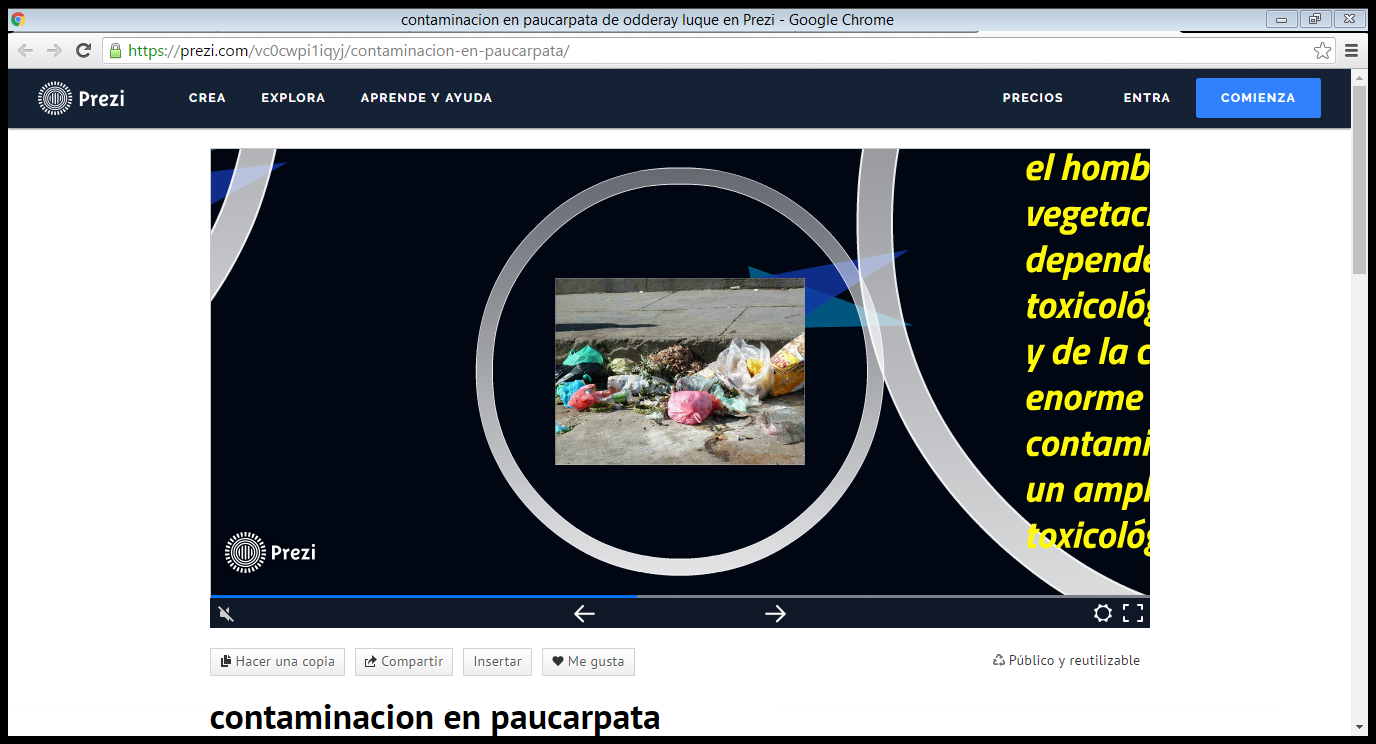 contaminacion en paucarpata de odderay luque en Prezi - Google Chrome
https://prezi.com/vc0cwpi1iqyj/contaminacion-en-paucarpata/
Prezi CREA EXPLORA APRENDE Y AYUDA PRECIOS ENTRA COMIENZA
el homb
vegetaci
depende
toxicológ
y de la c
enorme
contami
un ampl
toxicológ
Prezi
Hacer una copia Compartir Insertar Me gusta Público y reutilizable
contaminacion en paucarpata